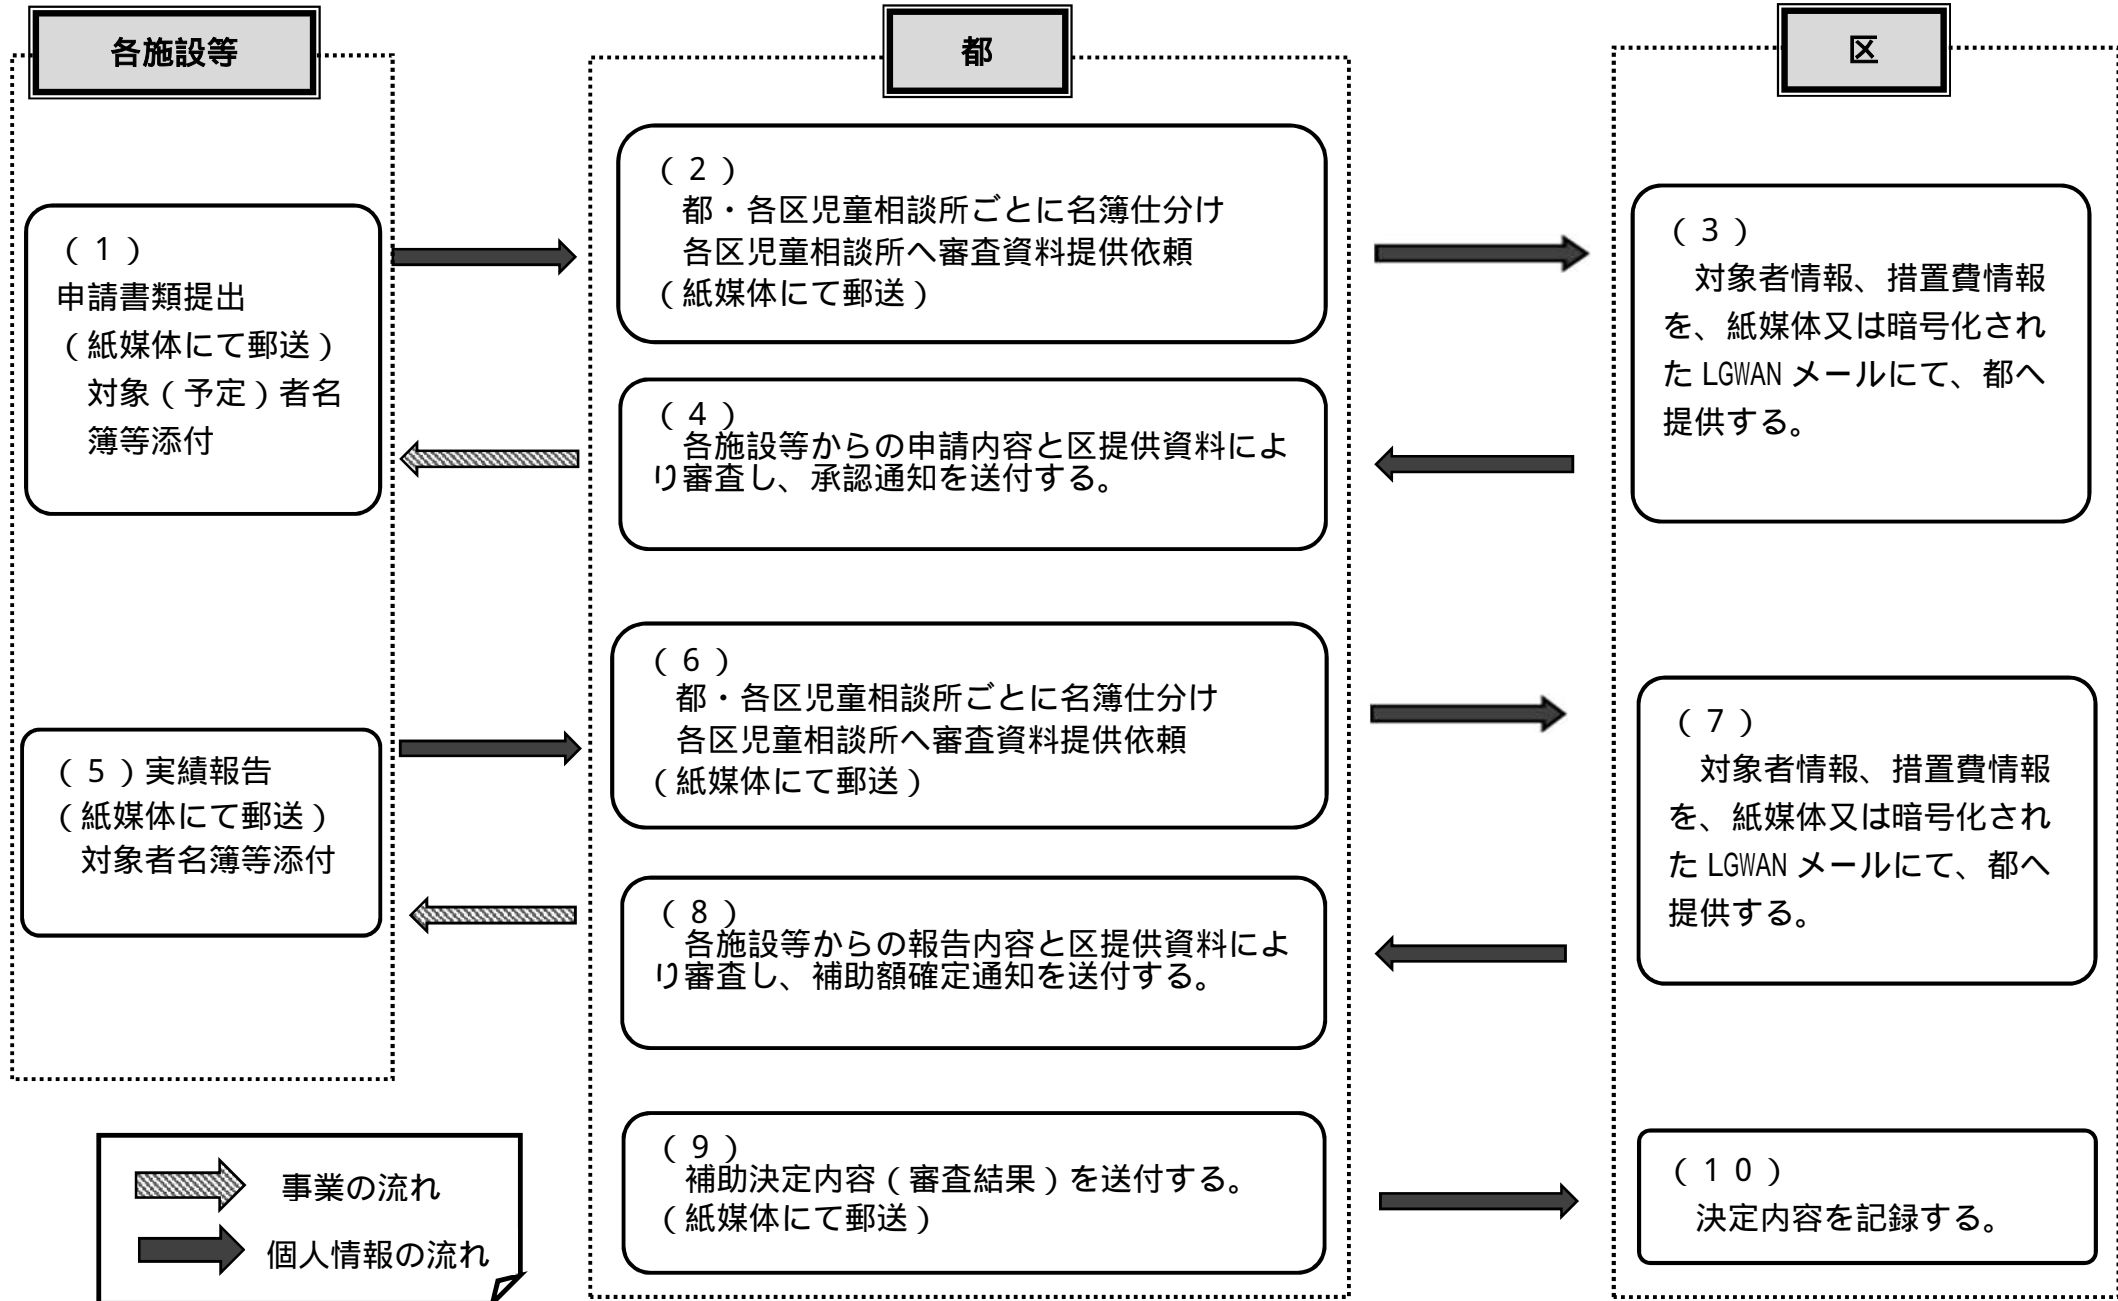 各施設等
都
区
(1)
申請書類提出
(紙媒体にて郵送)
対象(予定)者名
簿等添付
(2)
都・各区児童相談所ごとに名簿仕分け
各区児童相談所へ審査資料提供依頼
(紙媒体にて郵送)
(3)
対象者情報、措置費情報
を、紙媒体又は暗号化され
た LGWAN メールにて、都へ
提供する。
(4)
各施設等からの申請内容と区提供資料によ
り審査し、承認通知を送付する。
(5)実績報告
(紙媒体にて郵送)
対象者名簿等添付
(6)
都・各区児童相談所ごとに名簿仕分け
各区児童相談所へ審査資料提供依頼
(紙媒体にて郵送)
(7)
対象者情報、措置費情報
を、紙媒体又は暗号化され
た LGWAN メールにて、都へ
提供する。
(8)
各施設等からの報告内容と区提供資料によ
り審査し、補助額確定通知を送付する。
(9)
補助決定内容(審査結果)を送付する。
(紙媒体にて郵送)
(10)
決定内容を記録する。
事業の流れ
個人情報の流れ